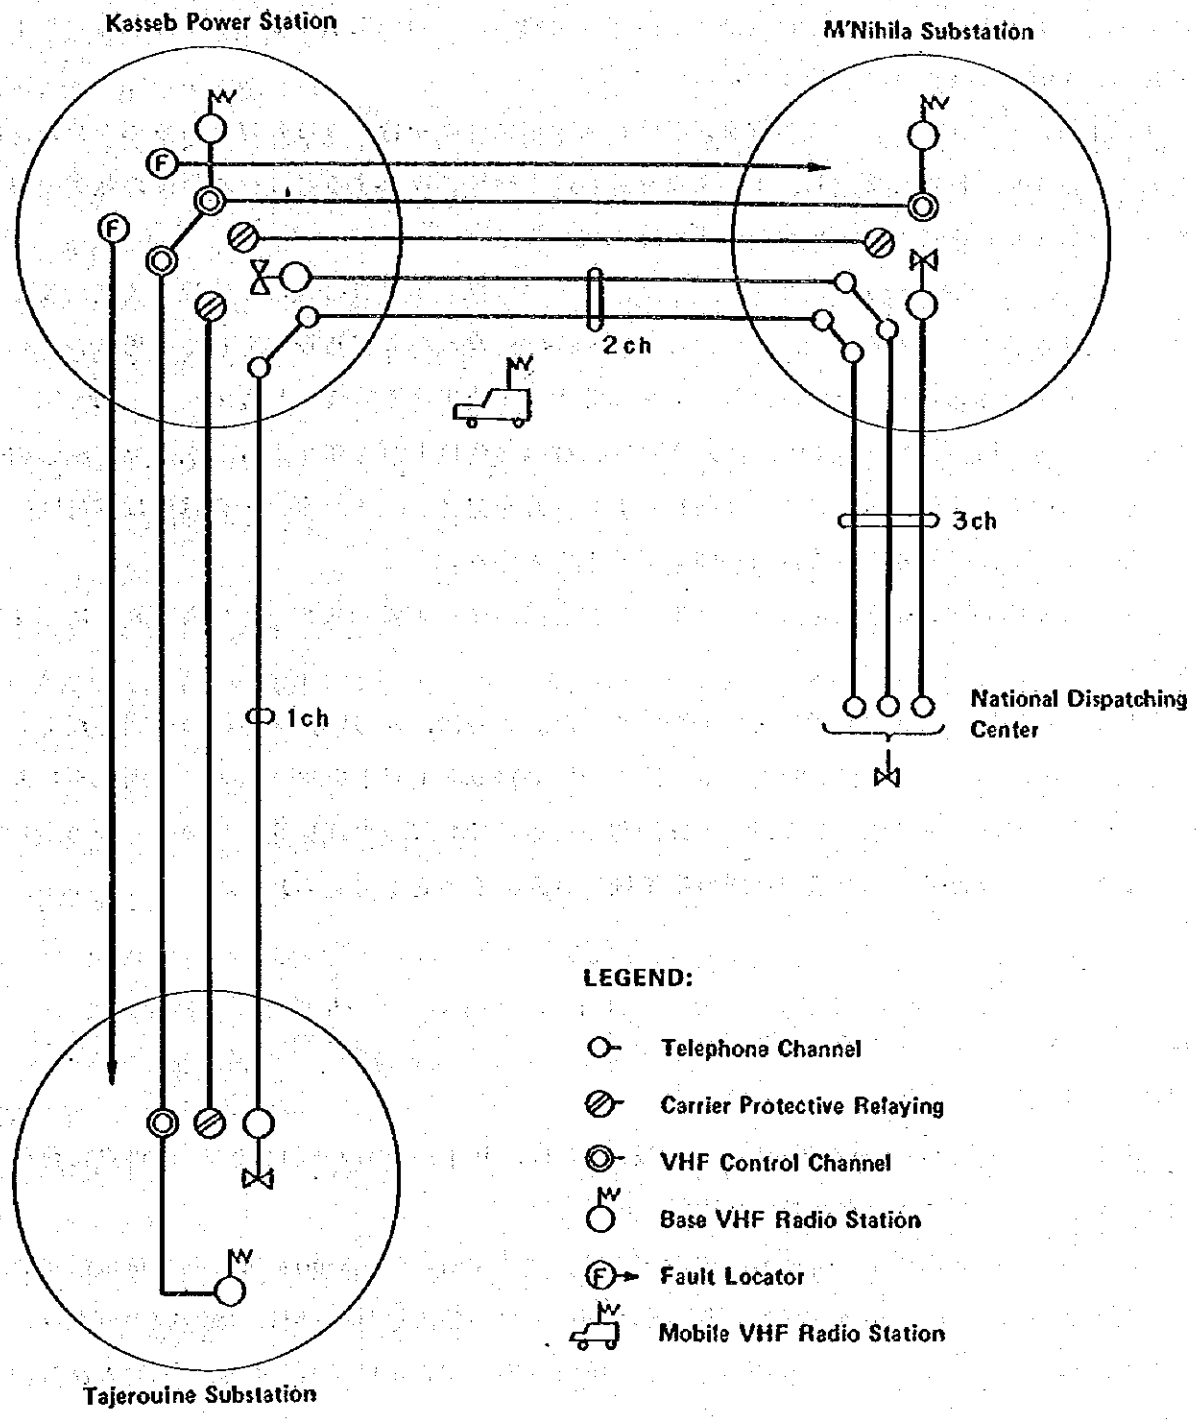 Kasseb Power Station
M'Nihila Substation
F
F
2 ch
3 ch
1 ch
National Dispatching
Center
LEGEND:
Telephone Channel
Carrier Protective Relaying
VHF Control Channel
Base VHF Radio Station
F
Fault Locator
Mobile VHF Radio Station
Tajerouine Substation